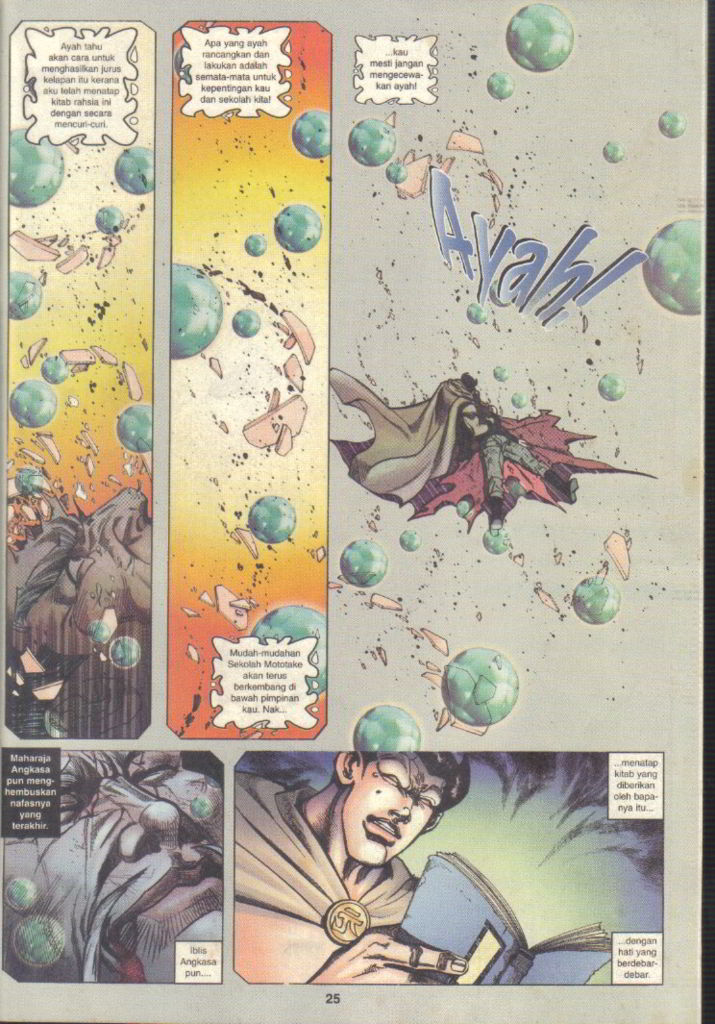 Ayah tahu
akan cara untuk
menghasilkan jurus
kelapan itu kerana
aku telah menatap
kitab rahsia ini
dengan secara
mencuri-curi.
Apa yang ayah
rancangkan dan
lakukan adalah
semata-mata untuk
kepentingan kau
dan sekolah kita!
...kau
mesti jangan
mengecewa-
kan ayah!
Ayah!
Mudah-mudahan
Sekolah Mototake
akan terus
berkembang di
bawah pimpinan
kau. Nak...
Maharaja
Angkasa
pun meng-
hembuskan
nafasnya
yang
terakhir.
Iblis
Angkasa
pun....
...menatap
kitab yang
diberikan
oleh bapa-
nya itu...
...dengan
hati yang
berdebar-
debar.
25